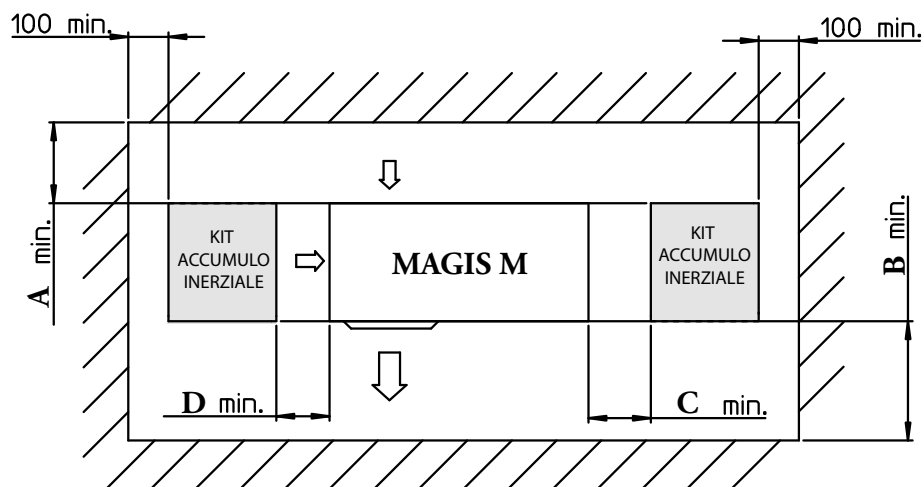 100 min.
100 min.
A min.
KIT
ACCUMULO
INERZIALE
MAGIS M
KIT
ACCUMULO
INERZIALE
B min.
D min.
C min.